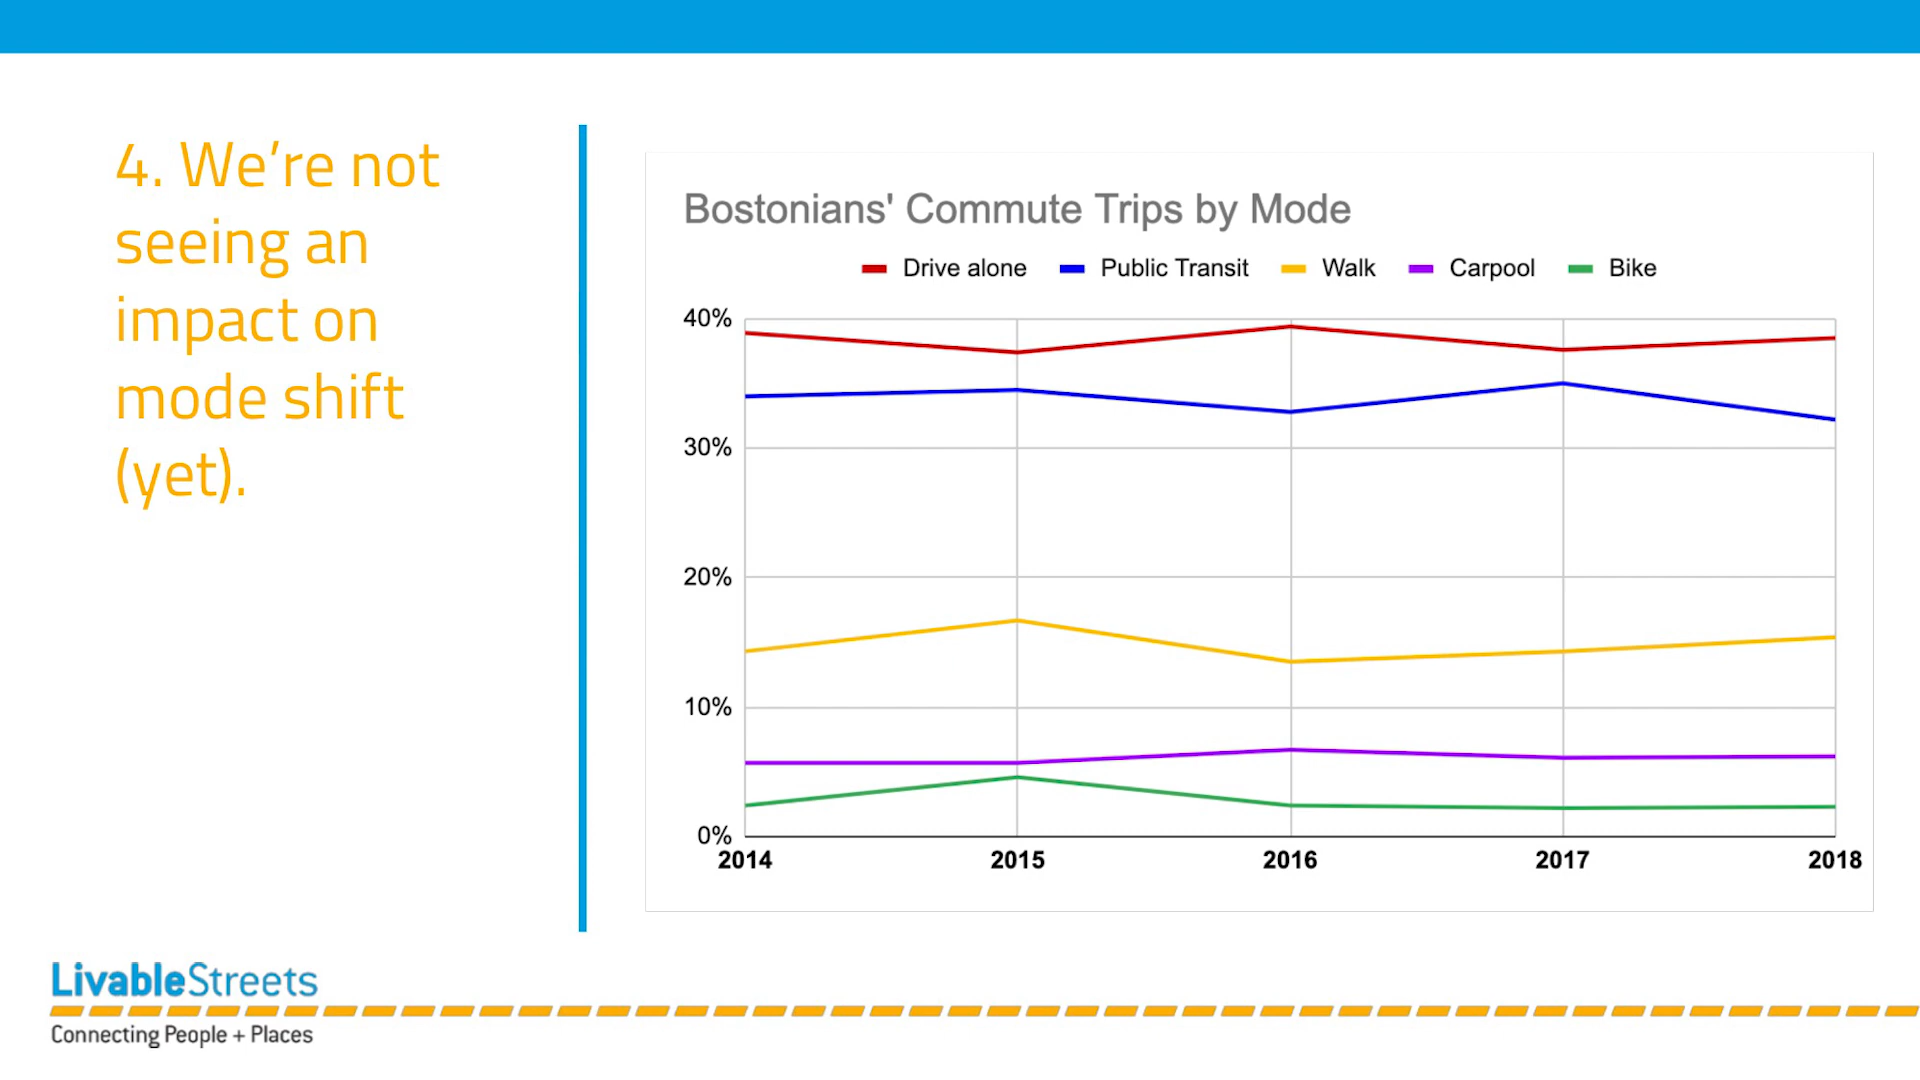 4. We’re not
seeing an
impact on
mode shift
(yet).
Bostonians' Commute Trips by Mode
Drive alone Public Transit Walk Carpool Bike
40%
30%
20%
10%
0%
2014 2015 2016 2017 2018
LivableStreets
Connecting People + Places